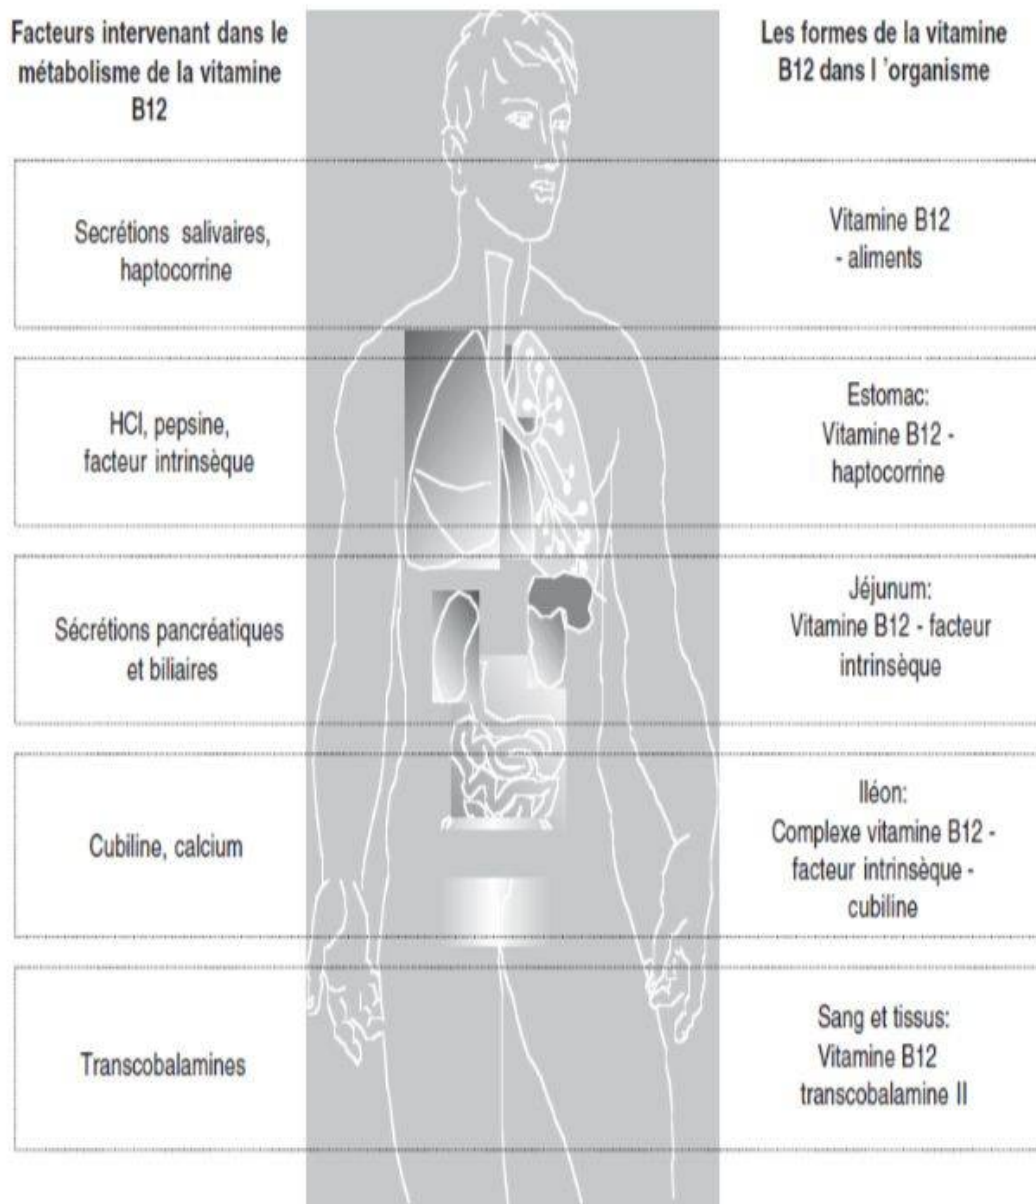 Facteurs intervenant dans le
métabolisme de la vitamine
B12
Les formes de la vitamine
B12 dans l ’organisme
Secrétions salivaires,
haptocorrine
Vitamine B12
- aliments
HCl, pepsine,
facteur intrinsèque
Estomac:
Vitamine B12 -
haptocorrine
Sécrétions pancréatiques
et biliaires
Jéjunum:
Vitamine B12 - facteur
intrinsèque
Cubiline, calcium
Iléon:
Complexe vitamine B12 -
facteur intrinsèque -
cubiline
Transcobalamines
Sang et tissus:
Vitamine B12
transcobalamine II